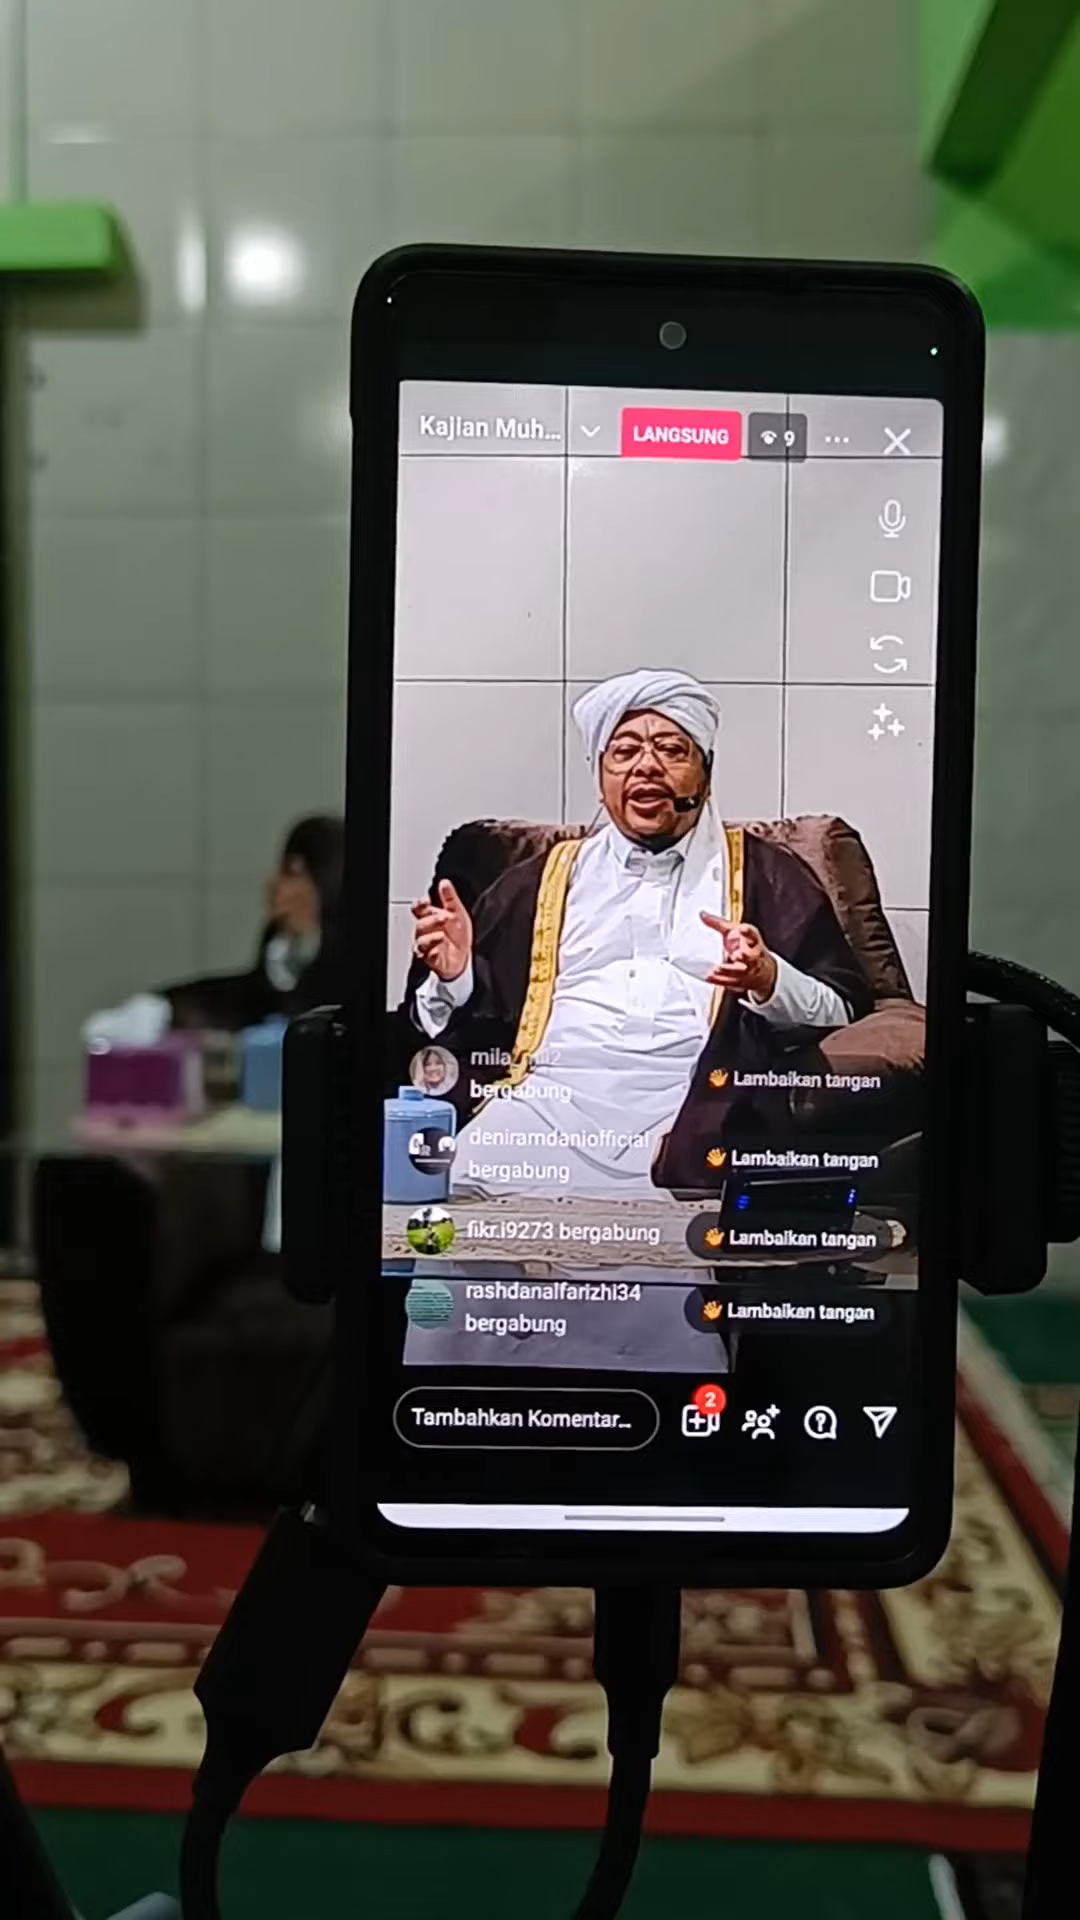 Kajian Muh...
LANGSUNG
9
bergabung
Lambaikan tangan
deniramdaniofficial
bergabung
Lambaikan tangan
fikr.i9273 bergabung
Lambaikan tangan
rashdanalfarizhi34
bergabung
Lambaikan tangan
Tambahkan Komentar...
2